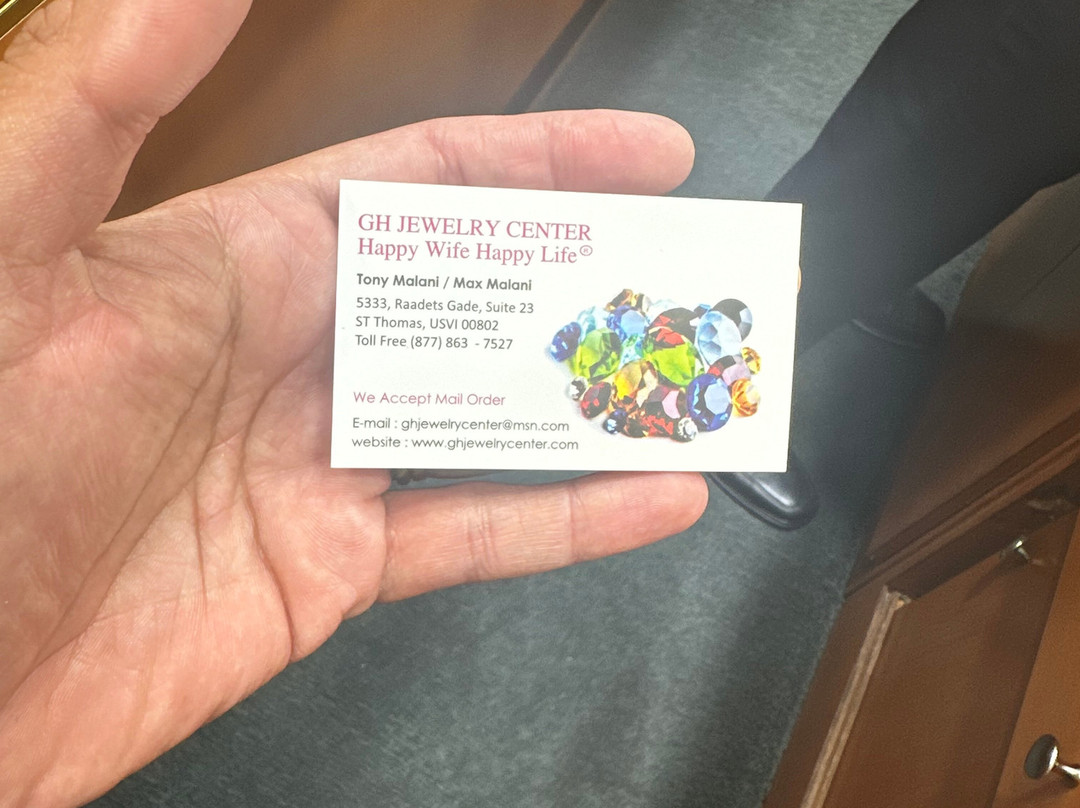 GH JEWELRY CENTER
Happy Wife Happy Life®
Tony Malani / Max Malani
5333, Raadets Gade, Suite 23
ST Thomas, USVI 00802
Toll Free (877) 863 - 7527
We Accept Mail Order
E-mail : ghjewelrycenter@msn.com
website : www.ghjewelrycenter.com